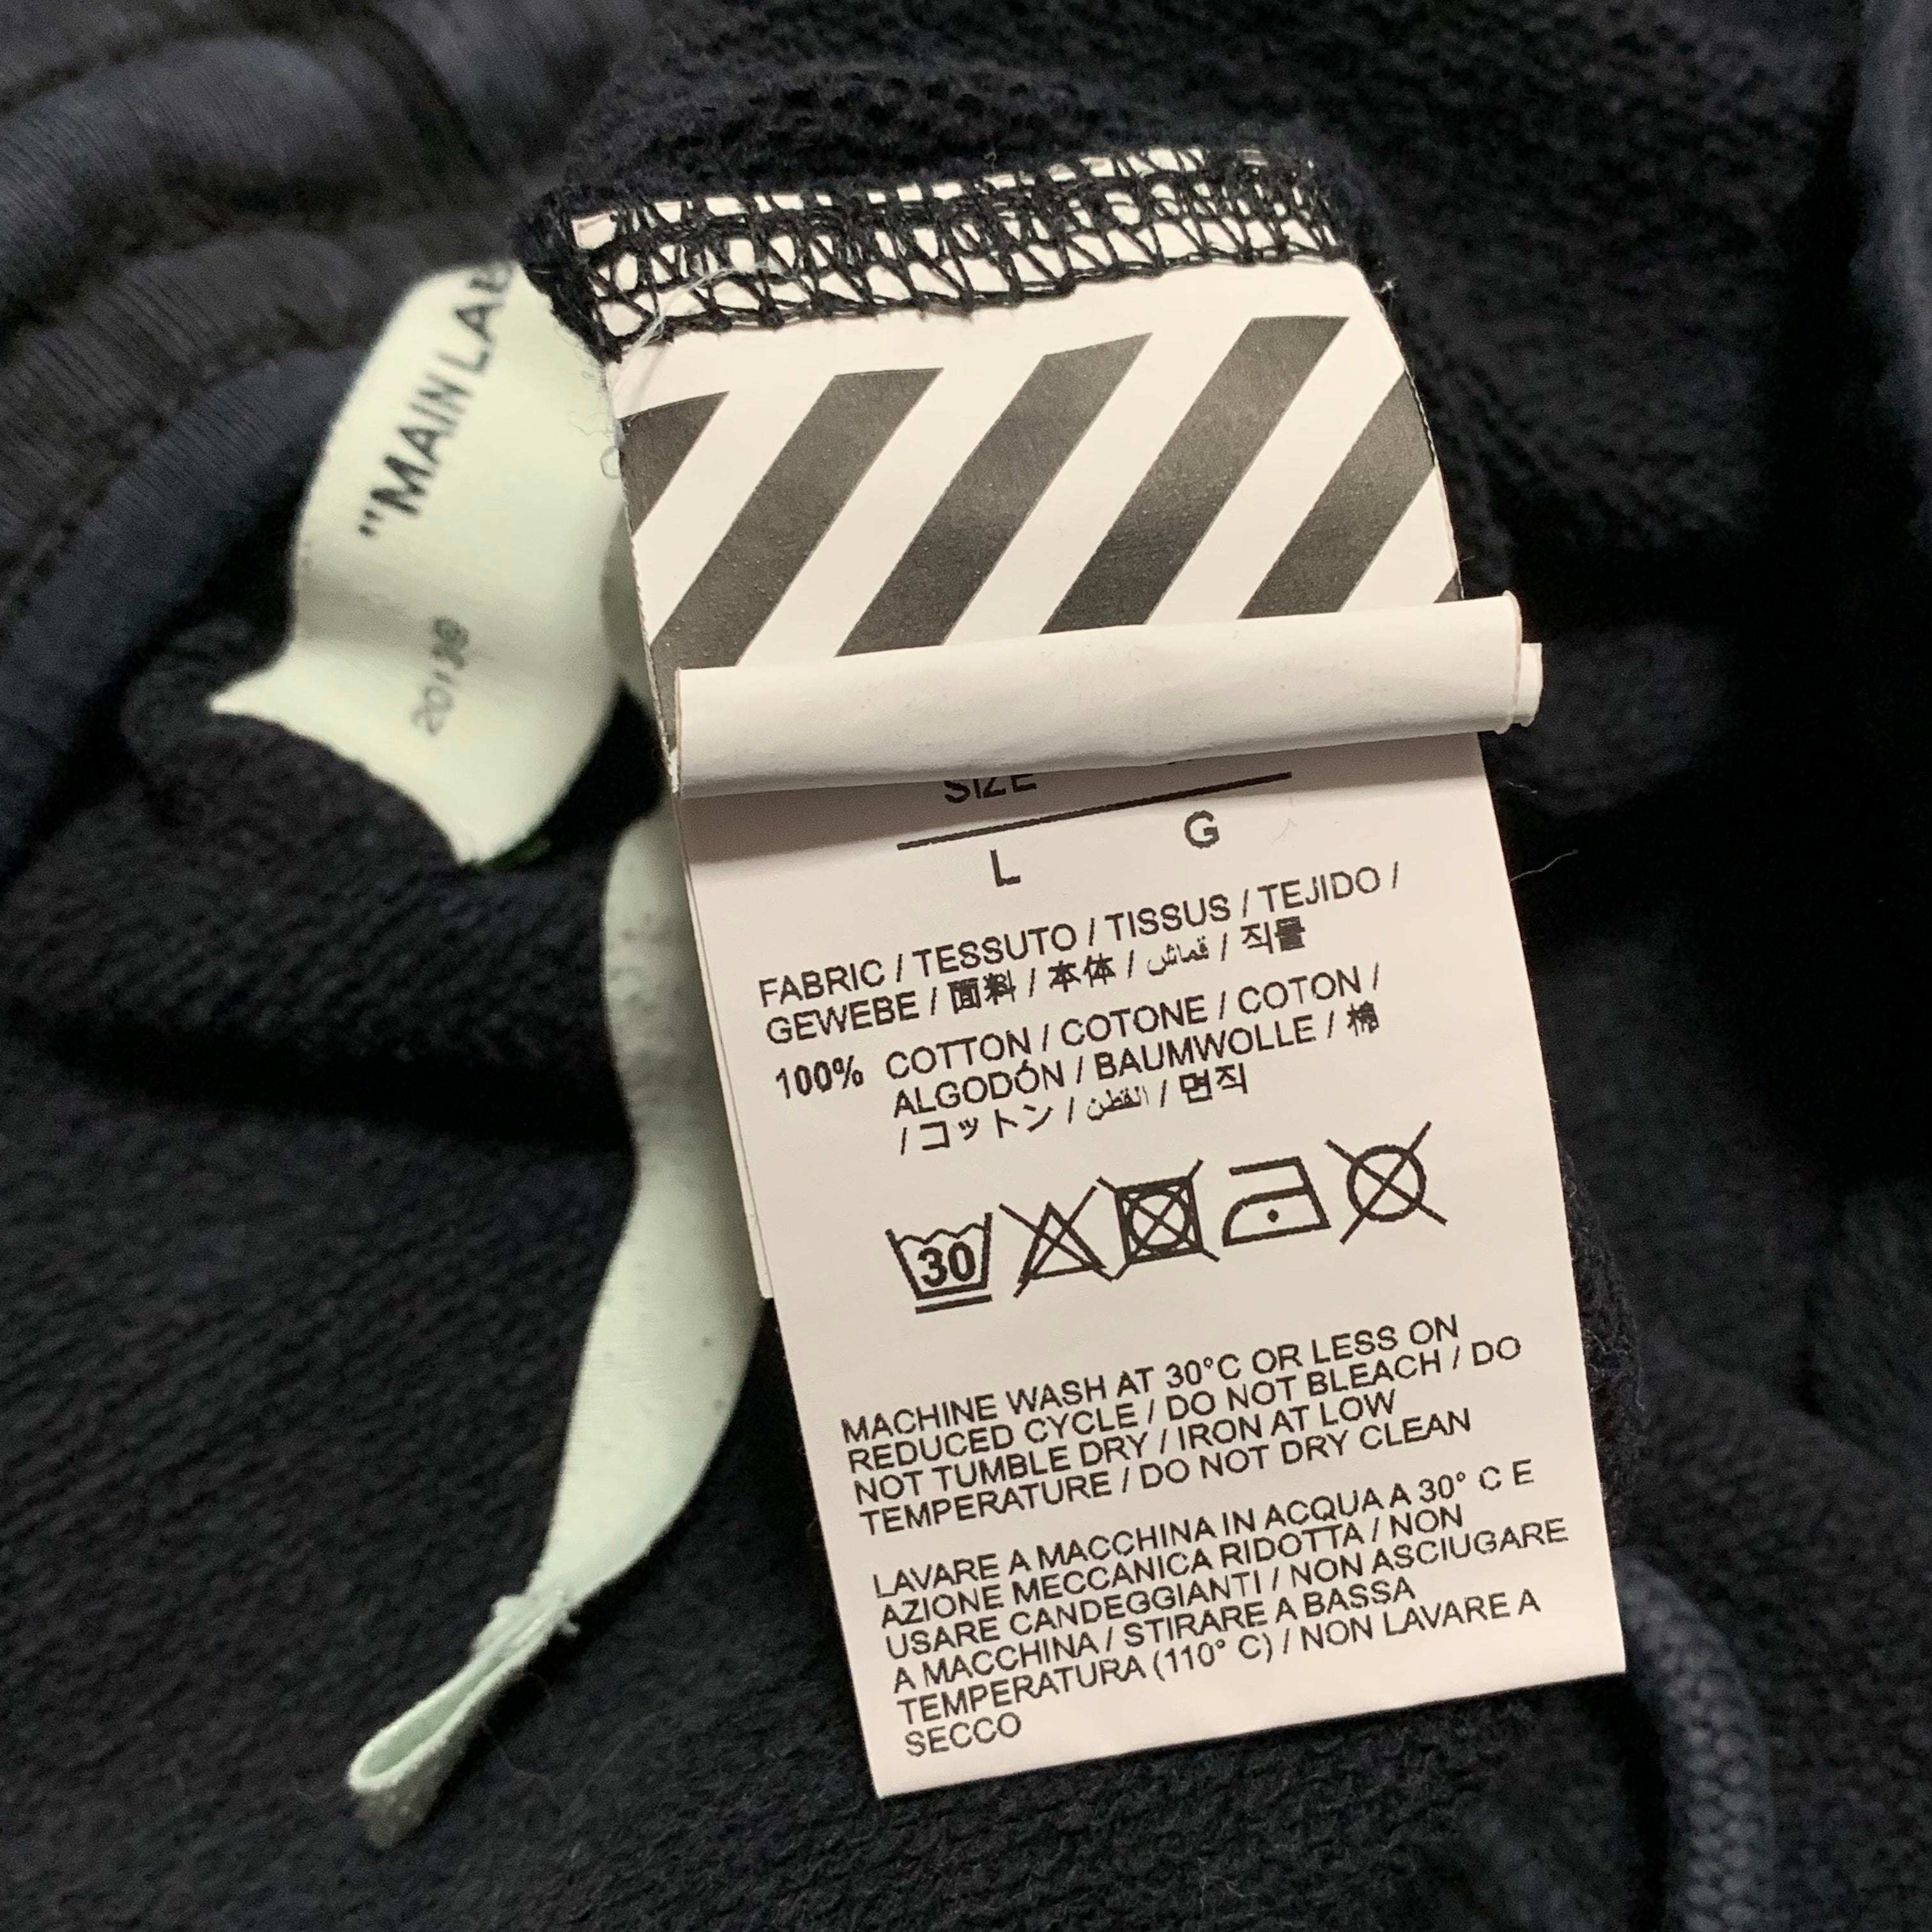 "MAIN LA
SIZE
L G
FABRIC / TESSUTO / TISSUS / TEJIDO /
GEWEBE / 面料 / 本体 / قماش / 직물
100% COTTON / COTONE / COTON /
ALGODÓN / BAUMWOLLE / 棉
/ コットン / القطن / 면직
30
MACHINE WASH AT 30°C OR LESS ON
REDUCED CYCLE / DO NOT BLEACH / DO
NOT TUMBLE DRY / IRON AT LOW
TEMPERATURE / DO NOT DRY CLEAN
LAVARE A MACCHINA IN ACQUA A 30° C E
AZIONE MECCANICA RIDOTTA / NON
USARE CANDEGGIANTI / NON ASCIUGARE
A MACCHINA / STIRARE A BASSA
TEMPERATURA (110° C) / NON LAVARE A
SECCO